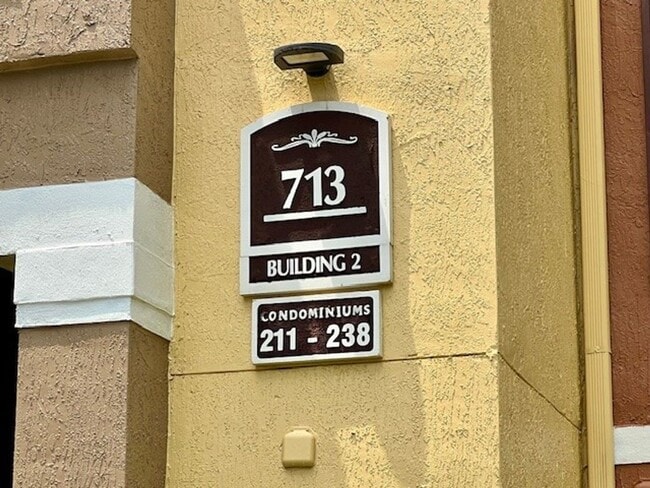 713
BUILDING 2
CONDOMINIUMS
211 - 238